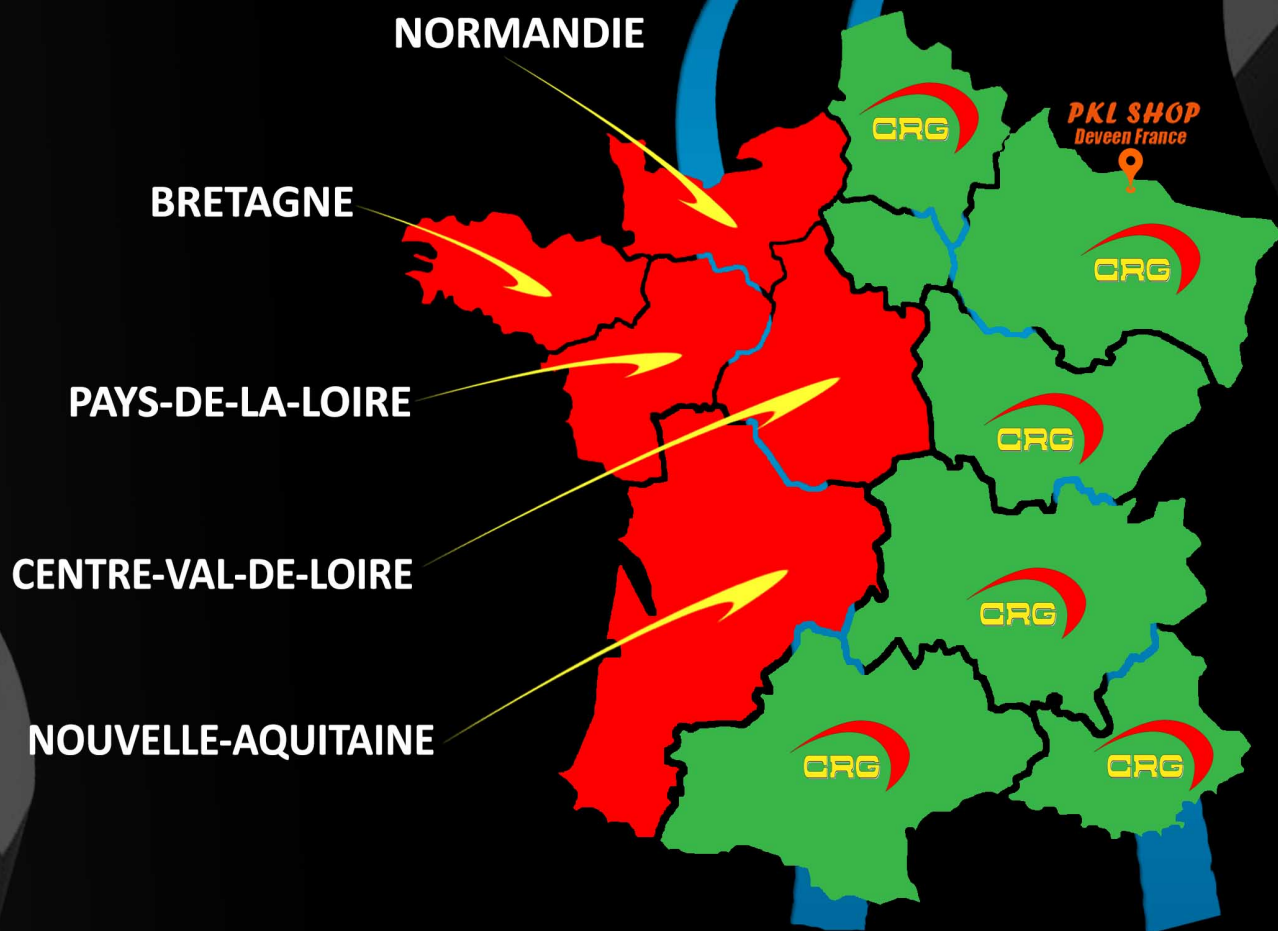 NORMANDIE
CRG
PKL SHOP
Deveen France
BRETAGNE
CRG
PAYS-DE-LA-LOIRE
CRG
CENTRE-VAL-DE-LOIRE
CRG
NOUVELLE-AQUITAINE
CRG
CRG